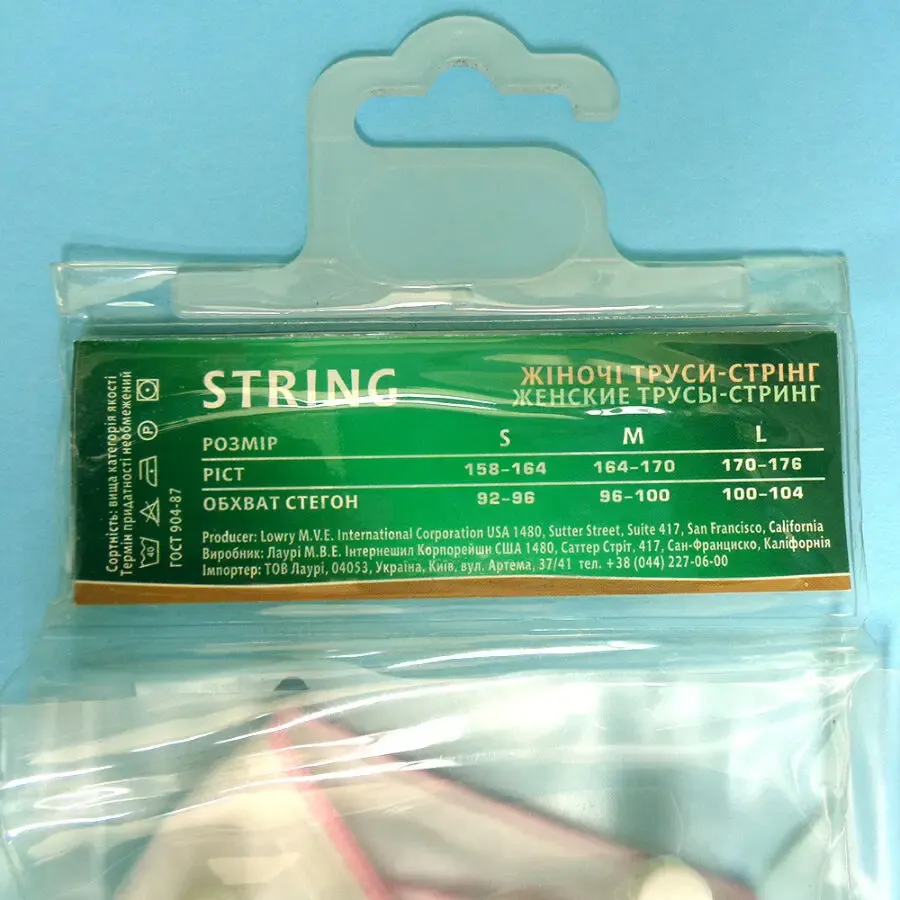 STRING
ЖІНОЧІ ТРУСИ-СТРІНГ
ЖЕНСКИЕ ТРУСЫ-СТРИНГ
РОЗМІР S M L
РІСТ 158-164 164-170 170-176
ОБХВАТ СТЕГОН 92-96 96-100 100-104
Producer: Lowry M.V.E. International Corporation USA 1480, Sutter Street, Suite 417, San Francisco, California
Виробник: Лаурі М.В.Е. Інтернешил Корпорейшн США 1480, Саттер Стріт, 417, Сан-Франциско, Каліфорнія
Імпортер: ТОВ Лаурі, 04053, Україна, Київ, вул. Артема, 37/41 тел. +38 (044) 227-06-00
Сортність: вища категорія якості
Термін придатності необмежений
40 P
ГОСТ 904-87